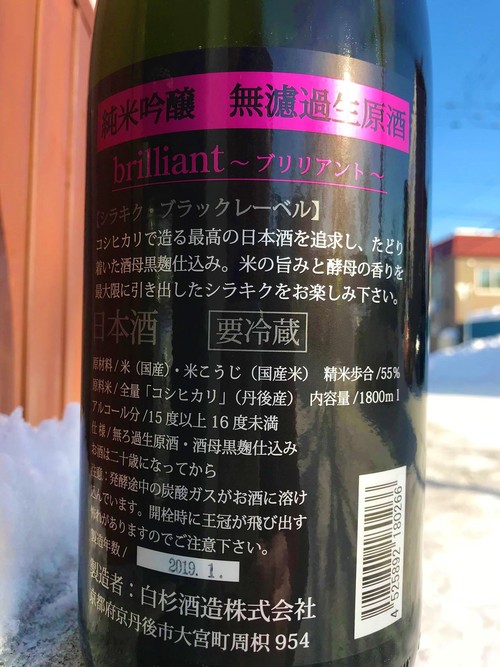 純米吟醸 無濾過生原酒
brilliant ～ブリリアント～
【シラキク・ブラックレーベル】
コシヒカリで造る最高の日本酒を追求し、たどり
着いた酒母黒麹仕込み。米の旨みと酵母の香りを
最大限に引き出したシラキクをお楽しみ下さい。
日本酒 要冷蔵
原材料/米（国産）・米こうじ（国産米） 精米歩合/55%
原料米/全量「コシヒカリ」（丹後産） 内容量/1800ml
アルコール分/15度以上16度未満
仕様/無ろ過生原酒・酒母黒麹仕込み
お酒は二十歳になってから
注意：発酵途中の炭酸ガスがお酒に溶け
込んでいます。開栓時に王冠が飛び出す
恐れがありますのでご注意下さい。
製造年数/ 2019.1.
製造者：白杉酒造株式会社
京都府京丹後市大宮町周枳954
4 525892 180266